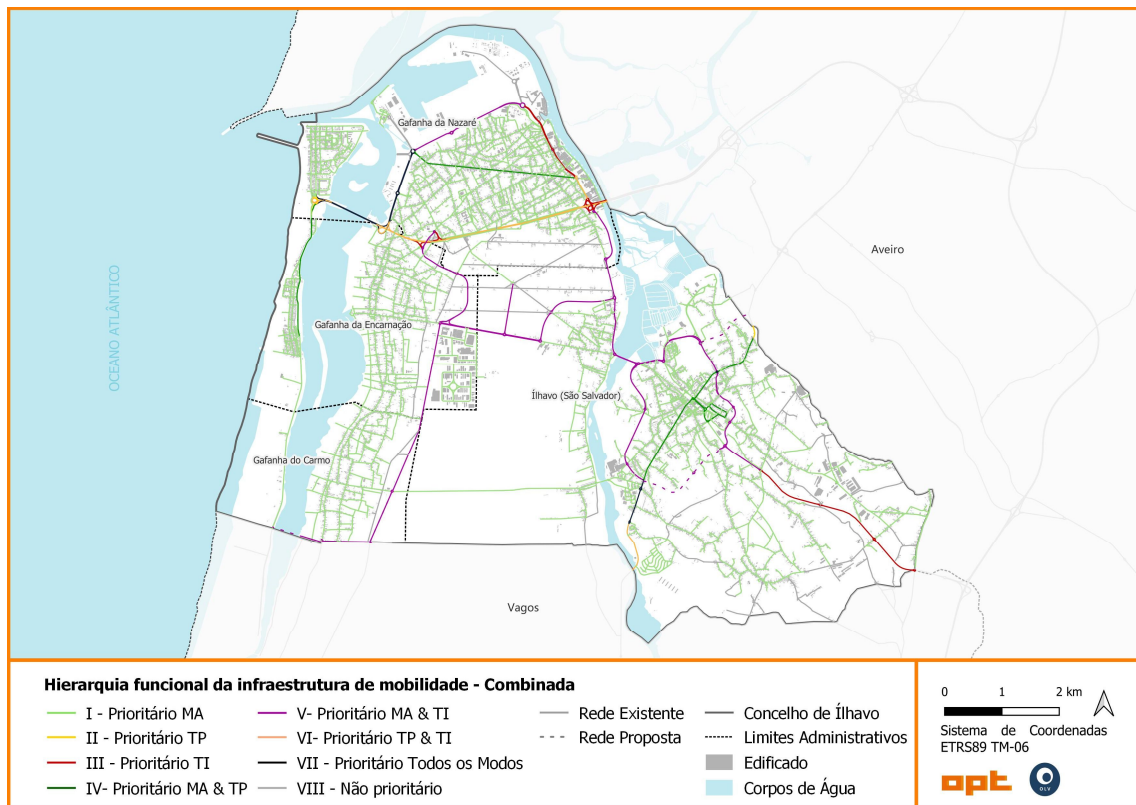 Gafanha da Nazaré
Aveiro
OCEANO ATLÂNTICO
Gafanha da Encarnação
Ílhavo (São Salvador)
Gafanha do Carmo
Vagos
Hierarquia funcional da infraestrutura de mobilidade - Combinada
I - Prioritário MA
II - Prioritário TP
III - Prioritário TI
IV- Prioritário MA & TP
V- Prioritário MA & TI
VI- Prioritário TP & TI
VII - Prioritário Todos os Modos
VIII - Não prioritário
Rede Existente
Rede Proposta
Concelho de Ílhavo
Limites Administrativos
Edificado
Corpos de Água
0 1 2 km
Sistema de Coordenadas
ETRS89 TM-06
opt
OLV